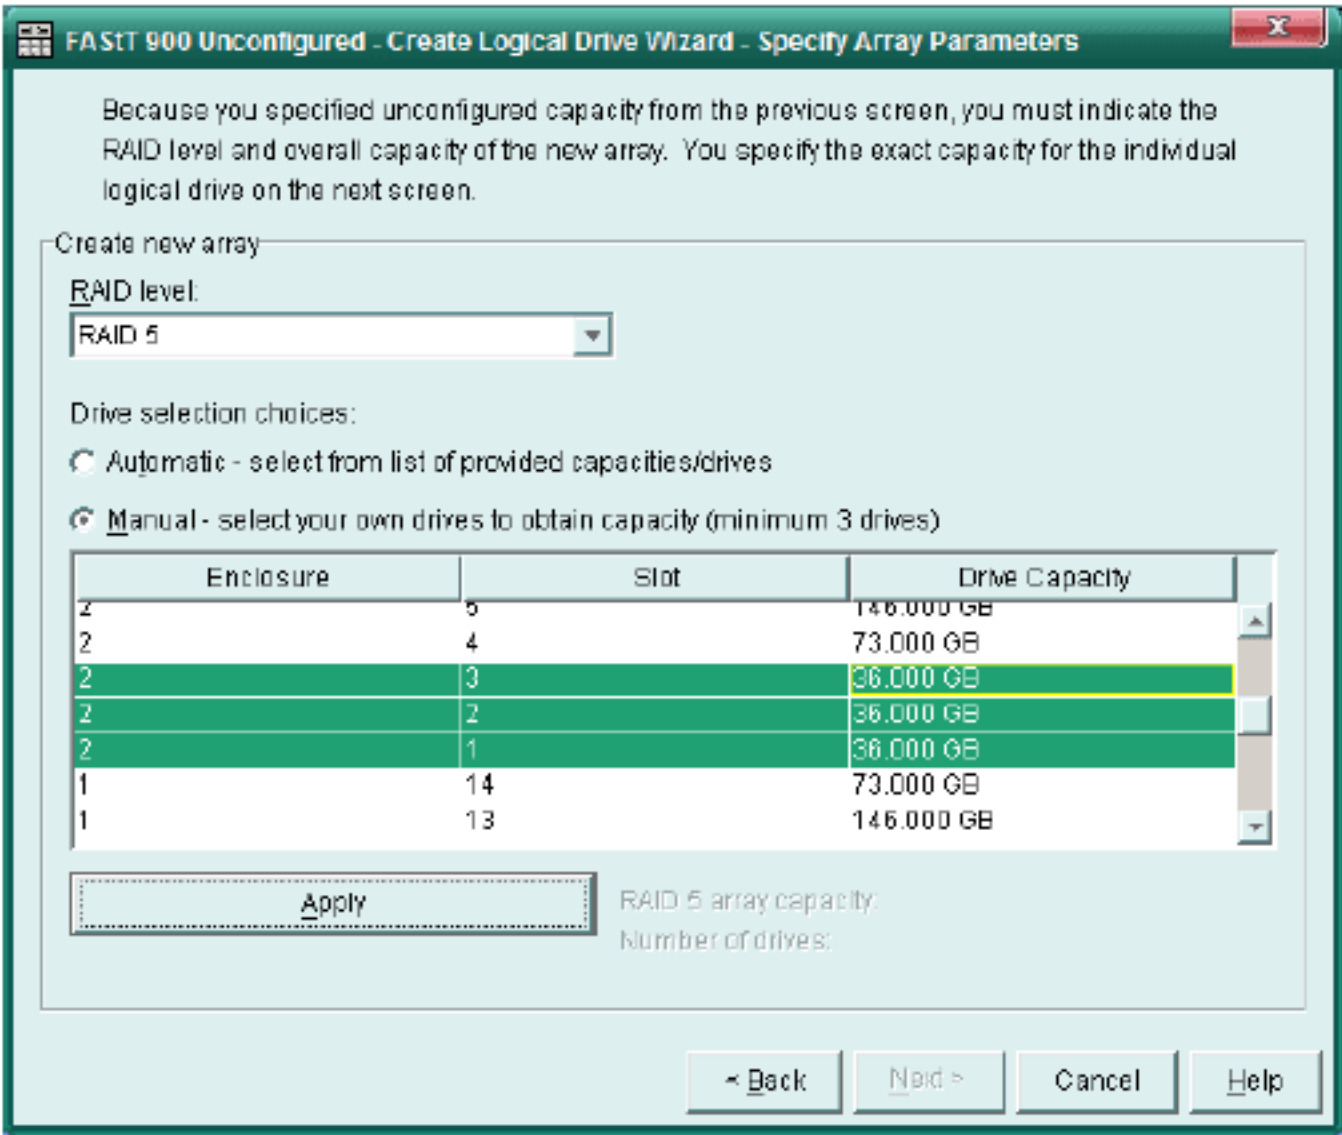 FAStT 900 Unconfigured - Create Logical Drive Wizard - Specify Array Parameters
Because you specified unconfigured capacity from the previous screen, you must indicate the
RAID level and overall capacity of the new array. You specify the exact capacity for the individual
logical drive on the next screen.
Create new array
RAID level:
RAID 5
Drive selection choices:
Automatic - select from list of provided capacities/drives
Manual - select your own drives to obtain capacity (minimum 3 drives)
Enclosure Slot Drive Capacity
2 5 146.000 GB
2 4 73.000 GB
2 3 36.000 GB
2 2 36.000 GB
2 1 36.000 GB
1 14 73.000 GB
1 13 146.000 GB
Apply
RAID 5 array capacity:
Number of drives:
< Back Next > Cancel Help